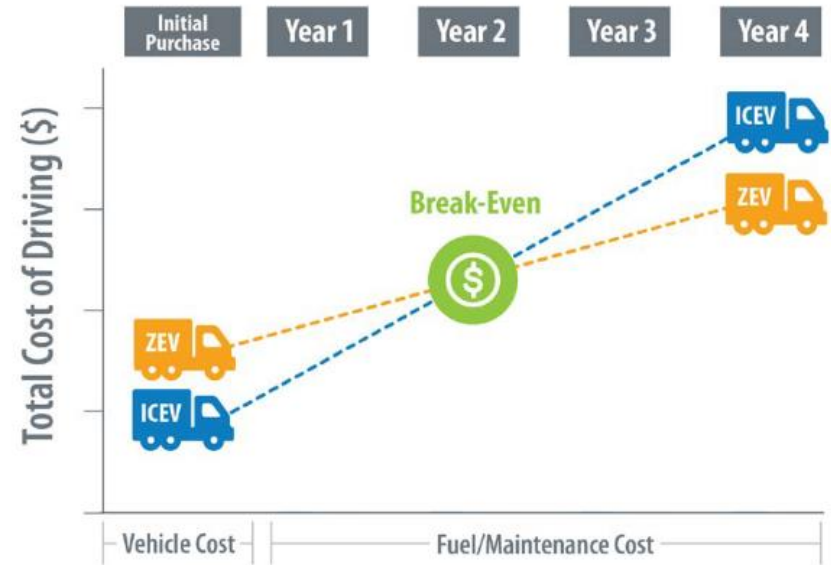 Initial
Purchase
Year 1
Year 2
Year 3
Year 4
Total Cost of Driving ($)
ICEV
ZEV
Break-Even
$
ZEV
ICEV
Vehicle Cost
Fuel/Maintenance Cost